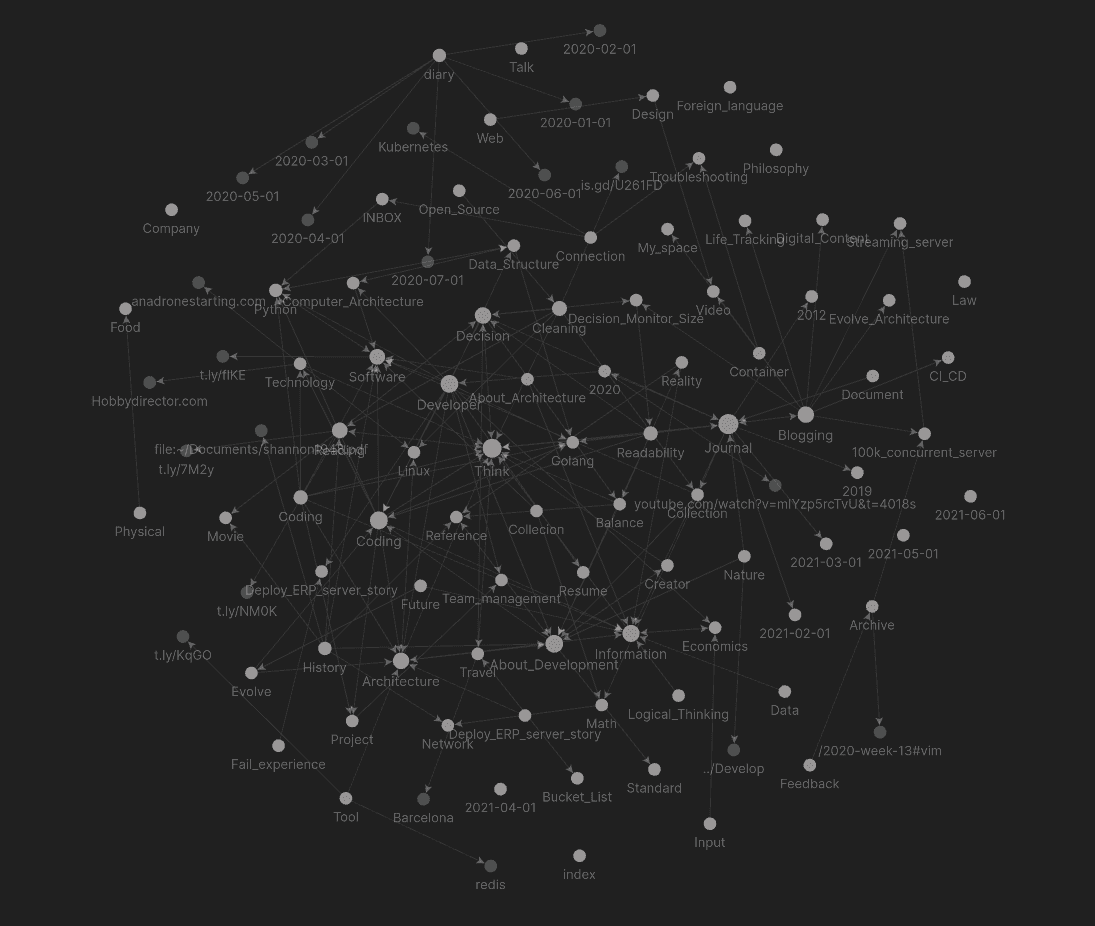 2020-02-01
Talk
diary
Foreign_language
Design
2020-01-01
Web
Kubernetes
2020-03-01
Philosophy
Troubleshooting
is.gd/U261FD
2020-06-01
2020-05-01
Open_Source
INBOX
Company
2020-04-01
My_space
Life_Tracking
Digital_Content
Streaming_server
Connection
Data_Structure
2020-07-01
anadronestarting.com
Python
Computer_Architecture
Law
Food
Decision
Cleaning
Decision_Monitor_Size
Video
2012
Evolve_Architecture
t.ly/fIKE
Technology
Software
Reality
Container
CI_CD
Hobbydirector.com
Developer
About_Architecture
2020
Document
file:~/Documents/shannon1948.pdf
Reading
t.ly/7M2y
Linux
Think
Golang
Readability
Journal
Blogging
100k_concurrent_server
2019
Physical
Movie
Coding
Coding
Reference
Collecion
Balance
youtube.com/watch?v=mIYzp5rcTvU&t=4018s
Collection
2021-06-01
2021-05-01
2021-03-01
Deploy_ERP_server_story
t.ly/NM0K
Future
Team_management
Resume
Creator
Nature
2021-02-01
Archive
t.ly/KqGO
History
Evolve
Architecture
Travel
About_Development
Information
Economics
Project
Network
Deploy_ERP_server_story
Math
Logical_Thinking
Data
Fail_experience
../Develop
/2020-week-13#vim
Feedback
Standard
Bucket_List
2021-04-01
Barcelona
Tool
Input
redis
index